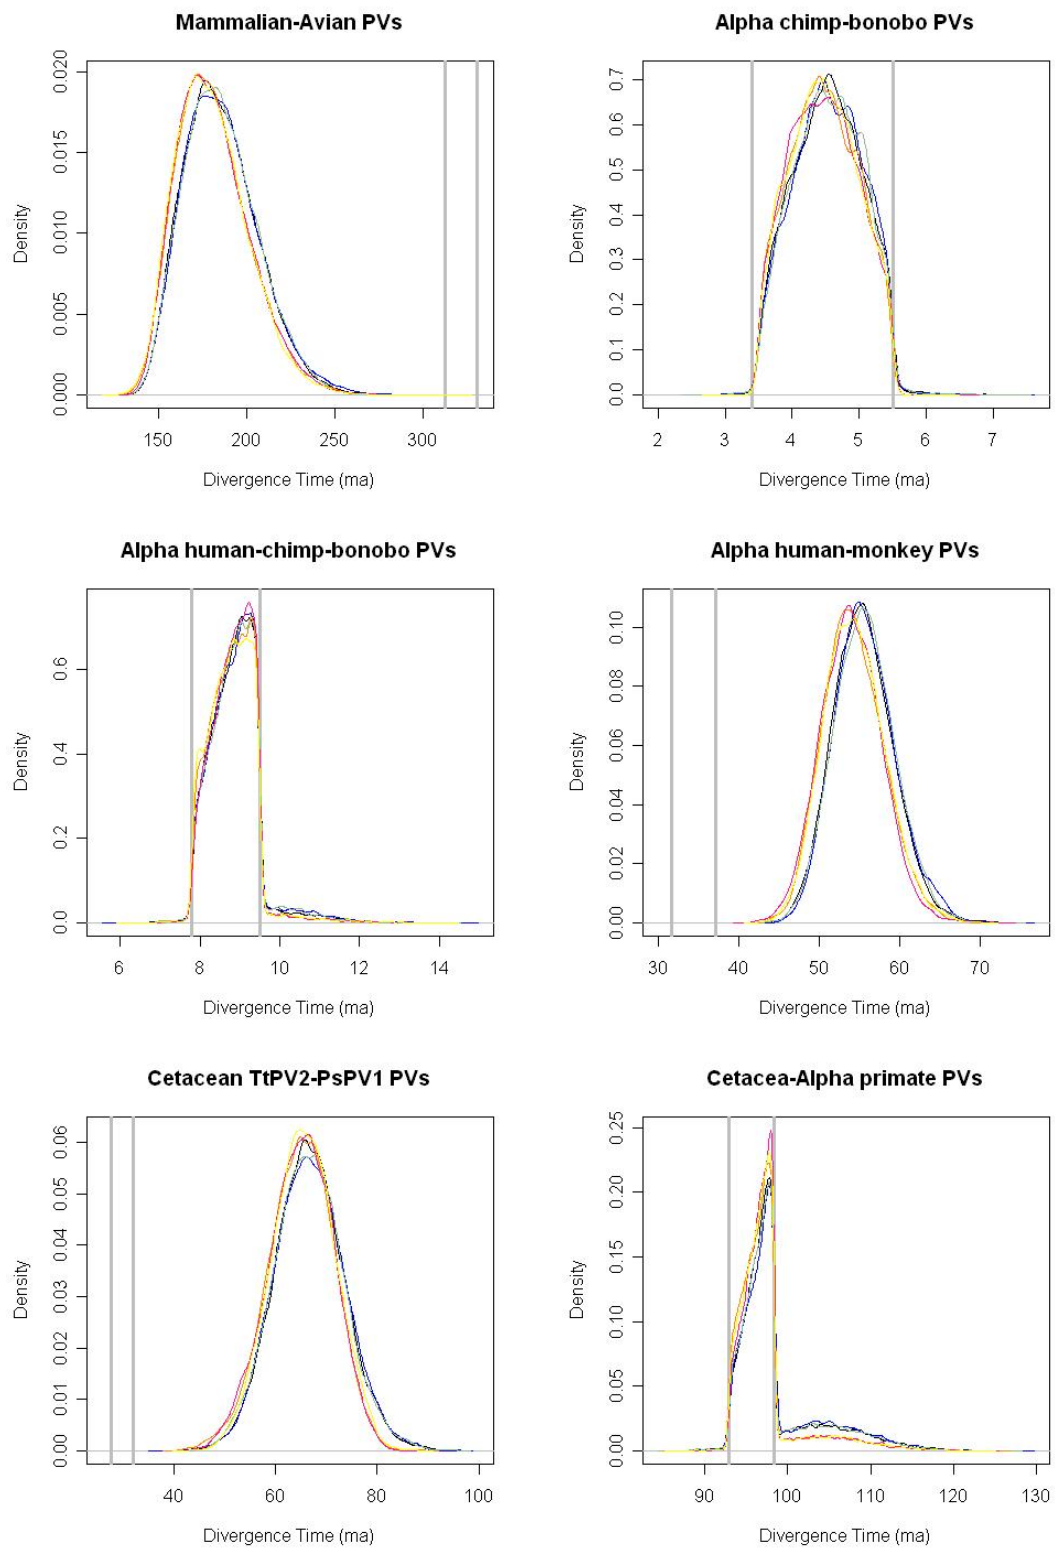 Mammalian-Avian PVs
Density
0.000 0.005 0.010 0.015 0.020
150 200 250 300
Divergence Time (ma)
Alpha chimp-bonobo PVs
Density
0.0 0.1 0.2 0.3 0.4 0.5 0.6 0.7
2 3 4 5 6 7
Divergence Time (ma)
Alpha human-chimp-bonobo PVs
Density
0.0 0.2 0.4 0.6
6 8 10 12 14
Divergence Time (ma)
Alpha human-monkey PVs
Density
0.00 0.02 0.04 0.06 0.08 0.10
30 40 50 60 70
Divergence Time (ma)
Cetacean TtPV2-PsPV1 PVs
Density
0.00 0.01 0.02 0.03 0.04 0.05 0.06
40 60 80 100
Divergence Time (ma)
Cetacea-Alpha primate PVs
Density
0.00 0.05 0.10 0.15 0.20 0.25
90 100 110 120 130
Divergence Time (ma)